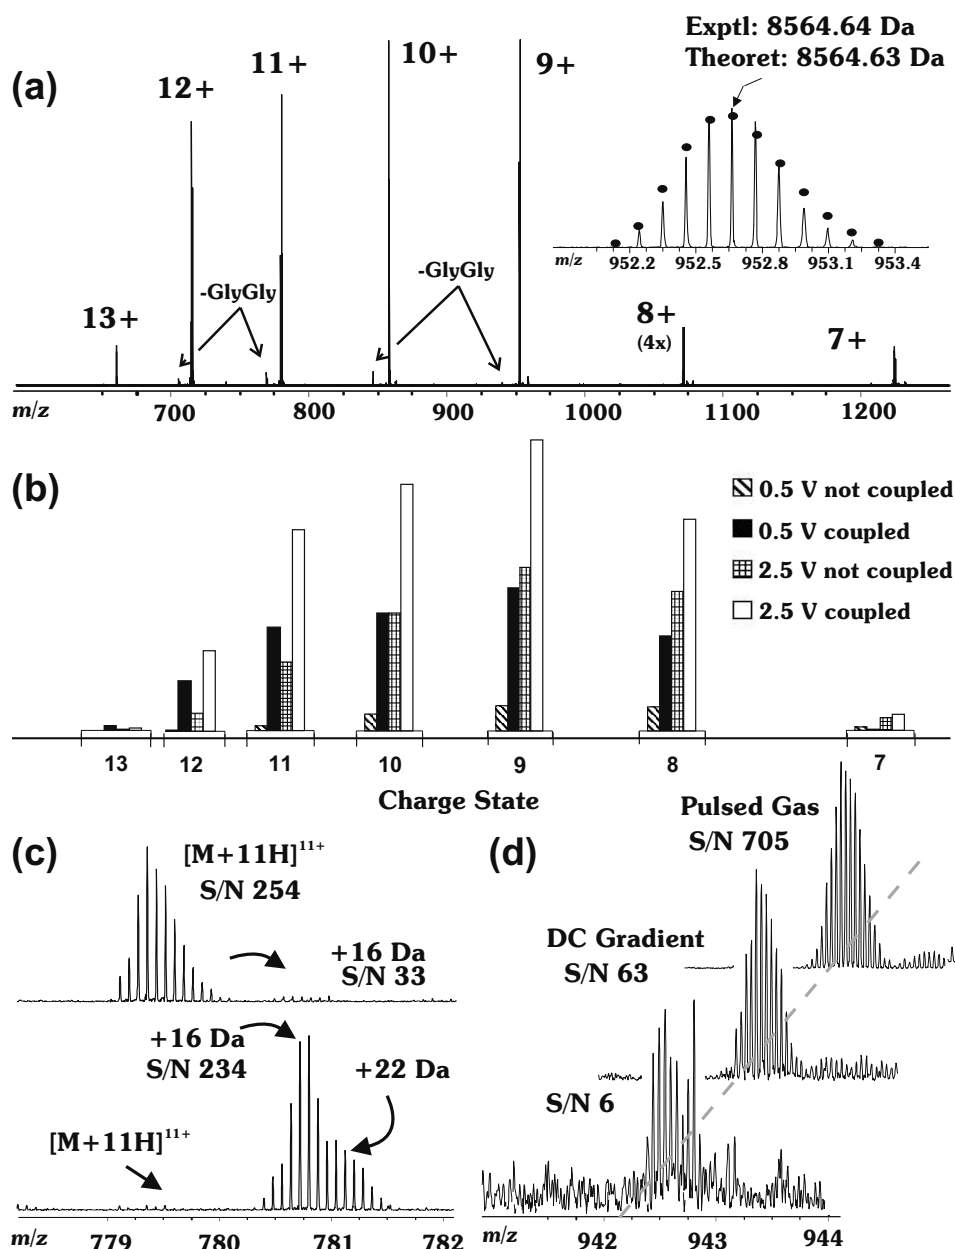 (a)
Exptl: 8564.64 Da
Theoret: 8564.63 Da
13+
12+
11+
10+
9+
8+
(4x)
7+
-GlyGly
-GlyGly
m/z 952.2 952.5 952.8 953.1 953.4
m/z 700 800 900 1000 1100 1200
(b)
0.5 V not coupled
0.5 V coupled
2.5 V not coupled
2.5 V coupled
13 12 11 10 9 8 7
Charge State
(c)
[M+11H]11+
S/N 254
+16 Da
S/N 33
+16 Da
S/N 234
+22 Da
[M+11H]11+
m/z 779 780 781 782
(d)
Pulsed Gas
S/N 705
DC Gradient
S/N 63
S/N 6
m/z 942 943 944